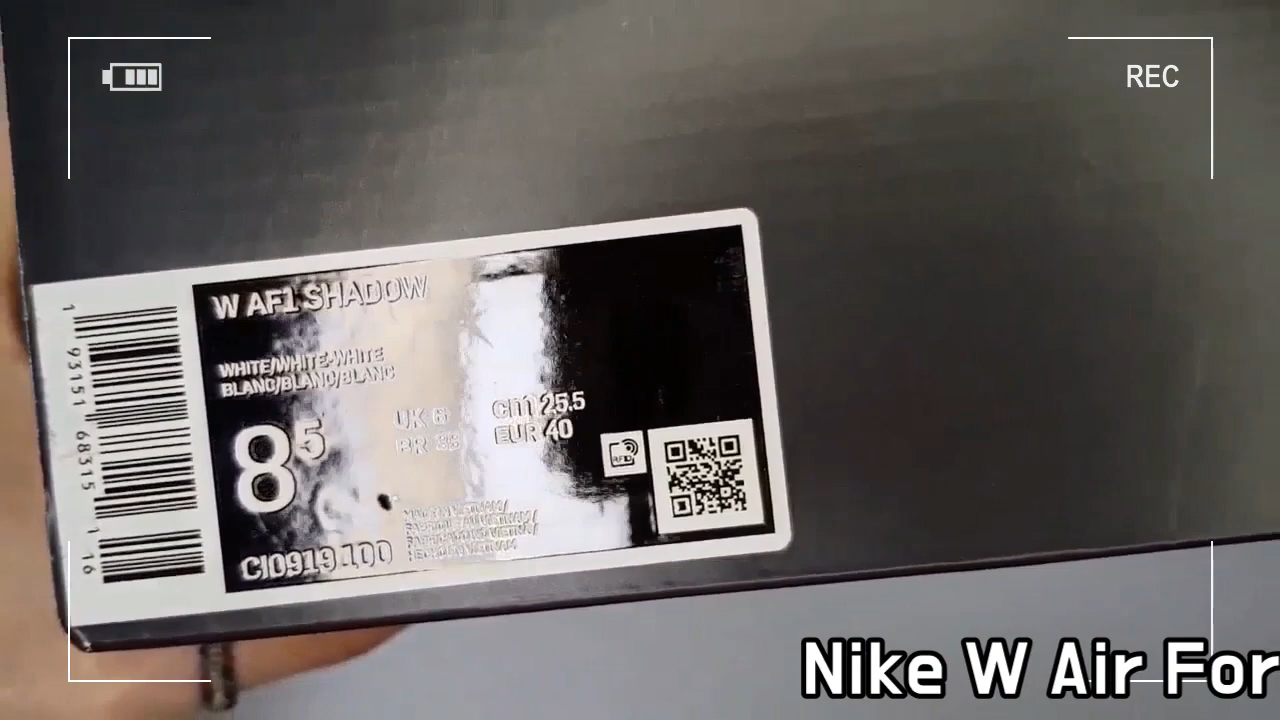 REC
W AF1 SHADOW
WHITE/WHITE-WHITE
BLANC/BLANC/BLANC
8 5
UK 6
cm 25.5
EUR 40
CI0919 100
1 93151 68315 1 16
RFID
Nike W Air For